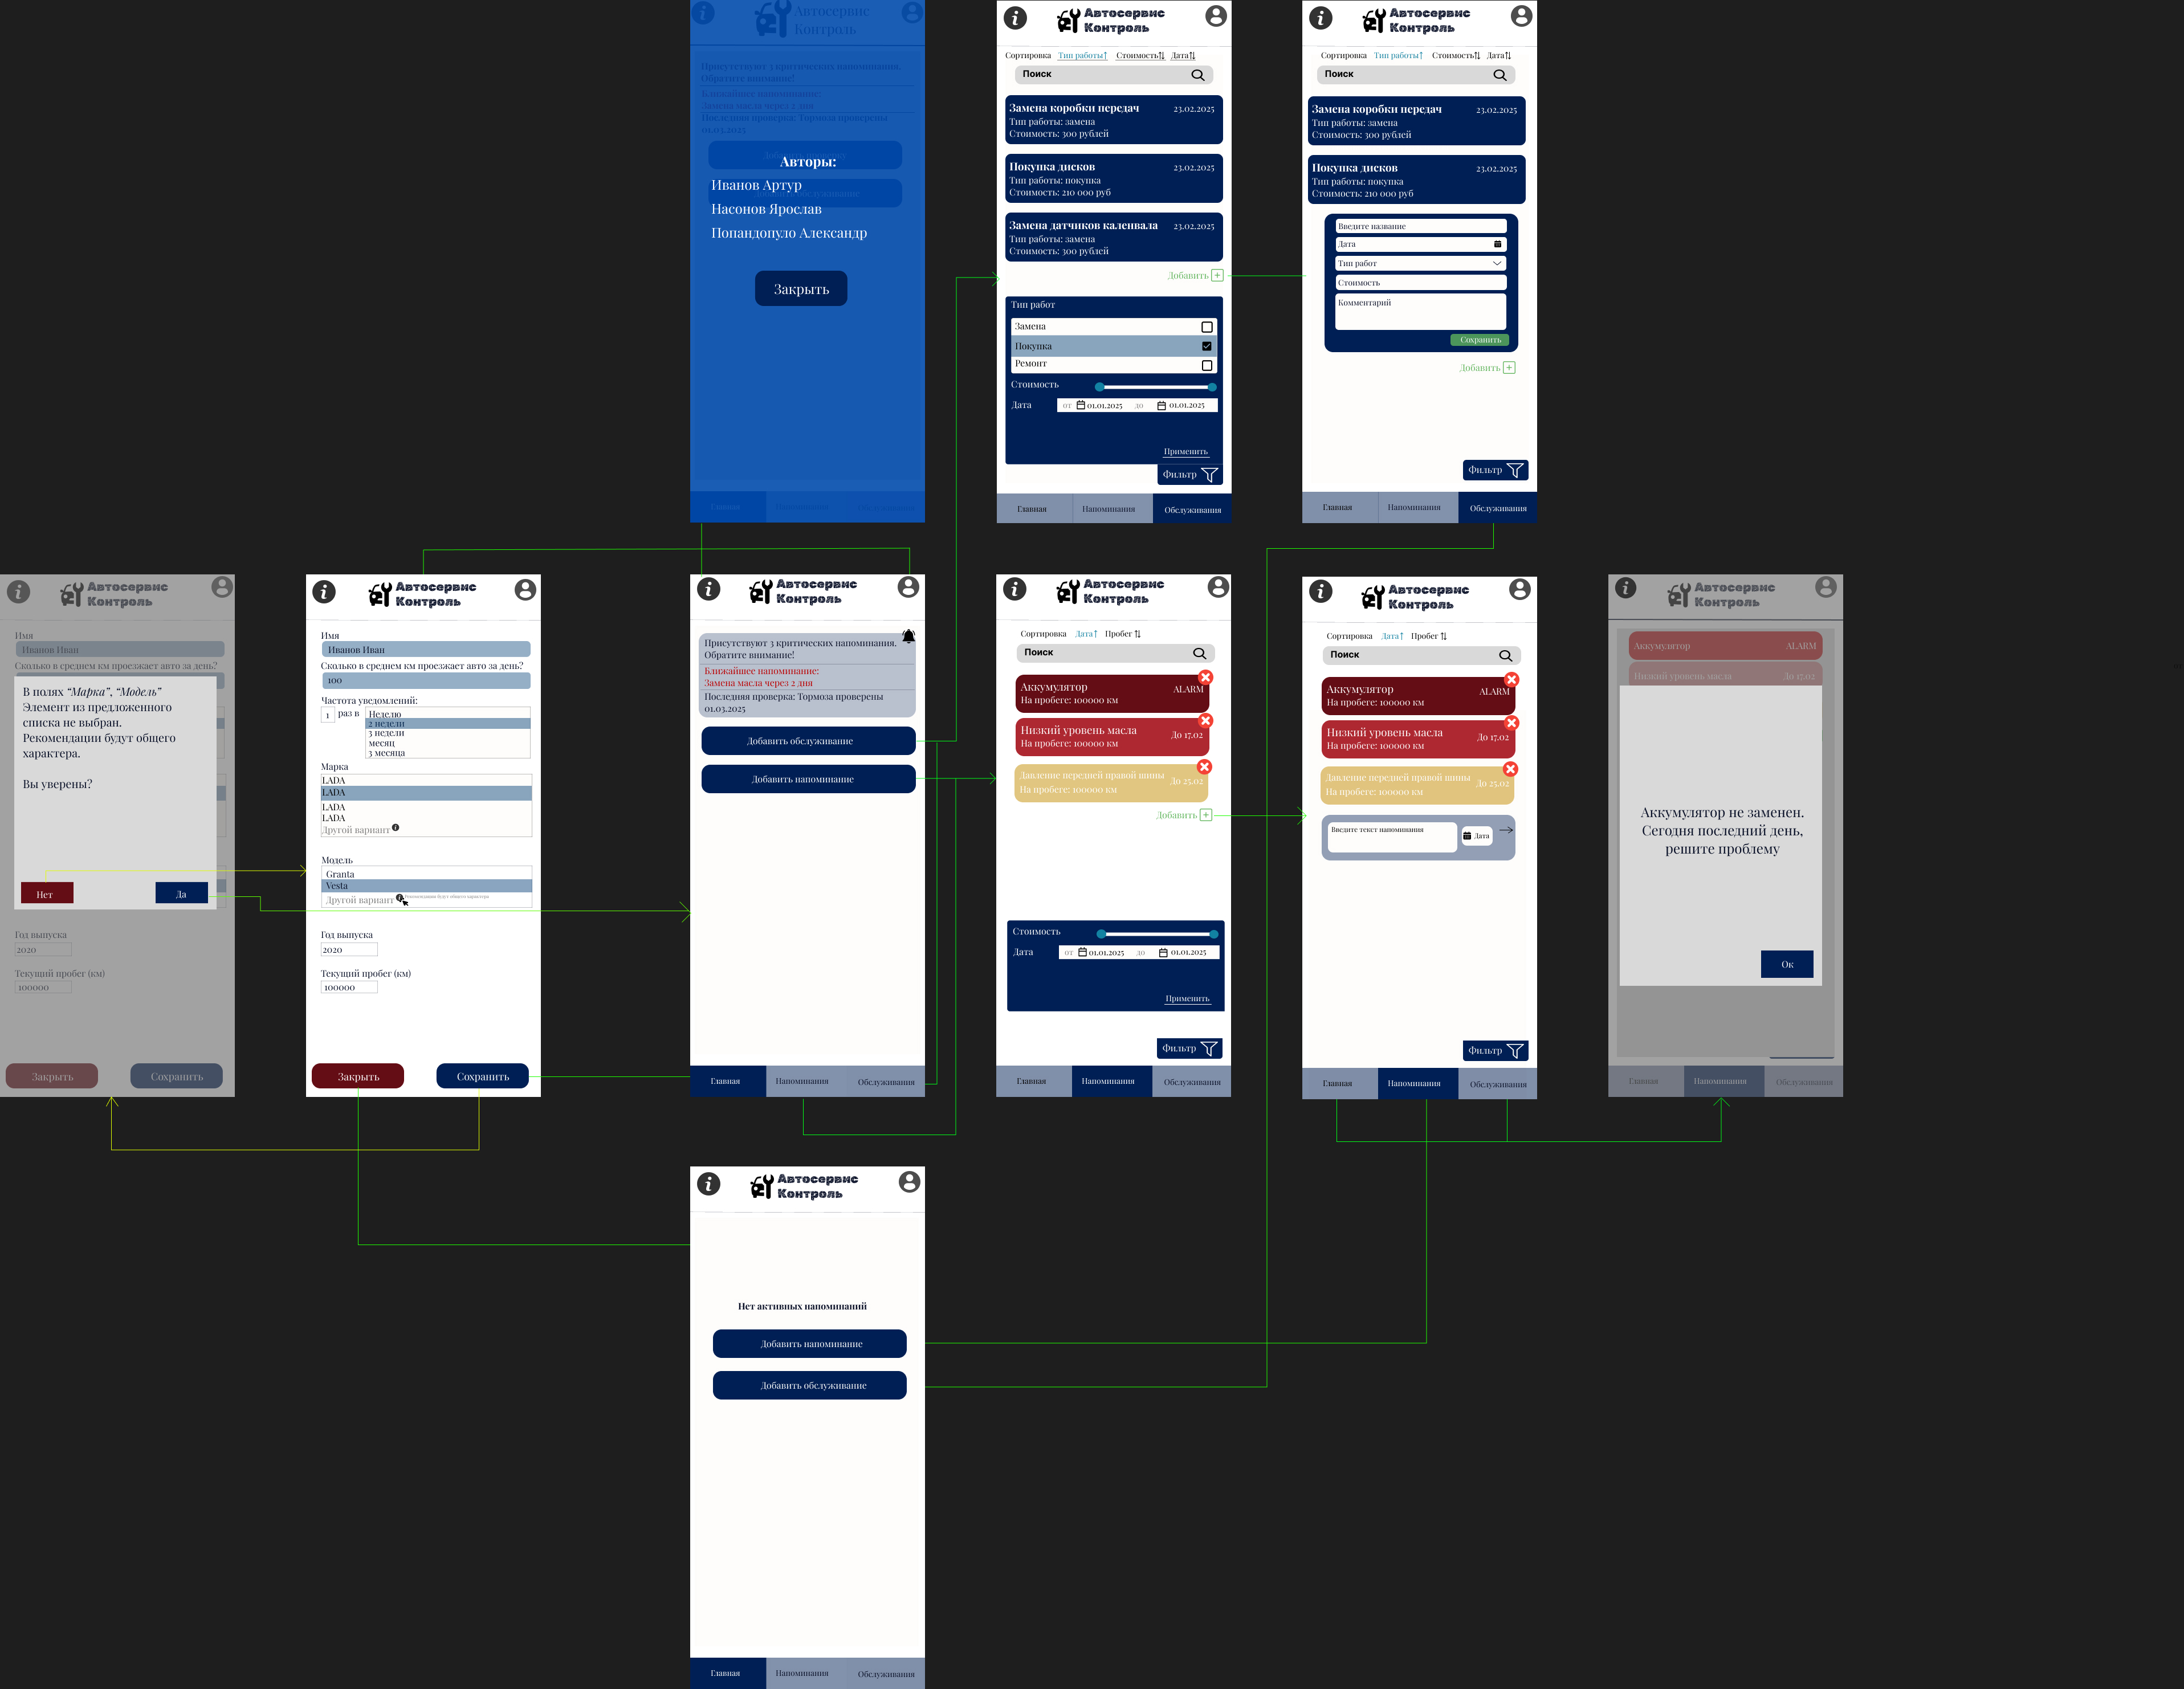 Автосервис
Контроль
Присутствуют 3 критических напоминания.
Обратите внимание!
Ближайшее напоминание:
Замена масла через 2 дня
Последняя проверка: Тормоза проверены
01.03.2025
Авторы:
Иванов Артур
Насонов Ярослав
Попандопуло Александр
Закрыть
Главная
Напоминания
Обслуживания
Автосервис
Контроль
Сортировка Тип работы↑ Стоимость⇅ Дата⇅
Поиск
Замена коробки передач 23.02.2025
Тип работы: замена
Стоимость: 300 рублей
Покупка дисков 23.02.2025
Тип работы: покупка
Стоимость: 210 000 руб
Замена датчиков каленвала 23.02.2025
Тип работы: замена
Стоимость: 300 рублей
Добавить +
Тип работ
Замена
Покупка
Ремонт
Стоимость
Дата от 01.01.2025 до 01.01.2025
Применить
Фильтр
Главная Напоминания Обслуживания
Автосервис
Контроль
Сортировка Тип работы↑ Стоимость⇅ Дата⇅
Поиск
Замена коробки передач 23.02.2025
Тип работы: замена
Стоимость: 300 рублей
Покупка дисков 23.02.2025
Тип работы: покупка
Стоимость: 210 000 руб
Введите название
Дата
Тип работ
Стоимость
Комментарий
Сохранить
Добавить +
Фильтр
Главная Напоминания Обслуживания
Автосервис
Контроль
Имя
Иванов Иван
Сколько в среднем км проезжает авто за день?
В полях “Марка”, “Модель”
Элемент из предложенного
списка не выбран.
Рекомендации будут общего
характера.
Вы уверены?
Нет Да
Год выпуска
2020
Текущий пробег (км)
100000
Закрыть Сохранить
Автосервис
Контроль
Имя
Иванов Иван
Сколько в среднем км проезжает авто за день?
100
Частота уведомлений:
1 раз в Неделю
2 недели
3 недели
месяц
3 месяца
Марка
LADA
LADA
LADA
LADA
Другой вариант
Модель
Granta
Vesta
Другой вариант Рекомендации будут общего характера
Год выпуска
2020
Текущий пробег (км)
100000
Закрыть Сохранить
Автосервис
Контроль
Присутствуют 3 критических напоминания.
Обратите внимание!
Ближайшее напоминание:
Замена масла через 2 дня
Последняя проверка: Тормоза проверены
01.03.2025
Добавить обслуживание
Добавить напоминание
Главная Напоминания Обслуживания
Автосервис
Контроль
Сортировка Дата↑ Пробег ⇅
Поиск
Аккумулятор ALARM
На пробеге: 100000 км
Низкий уровень масла До 17.02
На пробеге: 100000 км
Давление передней правой шины До 25.02
На пробеге: 100000 км
Добавить +
Стоимость
Дата от 01.01.2025 до 01.01.2025
Применить
Фильтр
Главная Напоминания Обслуживания
Автосервис
Контроль
Сортировка Дата↑ Пробег ⇅
Поиск
Аккумулятор ALARM
На пробеге: 100000 км
Низкий уровень масла До 17.02
На пробеге: 100000 км
Давление передней правой шины До 25.02
На пробеге: 100000 км
Введите текст напоминания Дата
Фильтр
Главная Напоминания Обслуживания
Автосервис
Контроль
Аккумулятор ALARM
Низкий уровень масла До 17.02
Аккумулятор не заменен.
Сегодня последний день,
решите проблему
Ок
Главная Напоминания Обслуживания
Автосервис
Контроль
Нет активных напоминаний
Добавить напоминание
Добавить обслуживание
Главная Напоминания Обслуживания